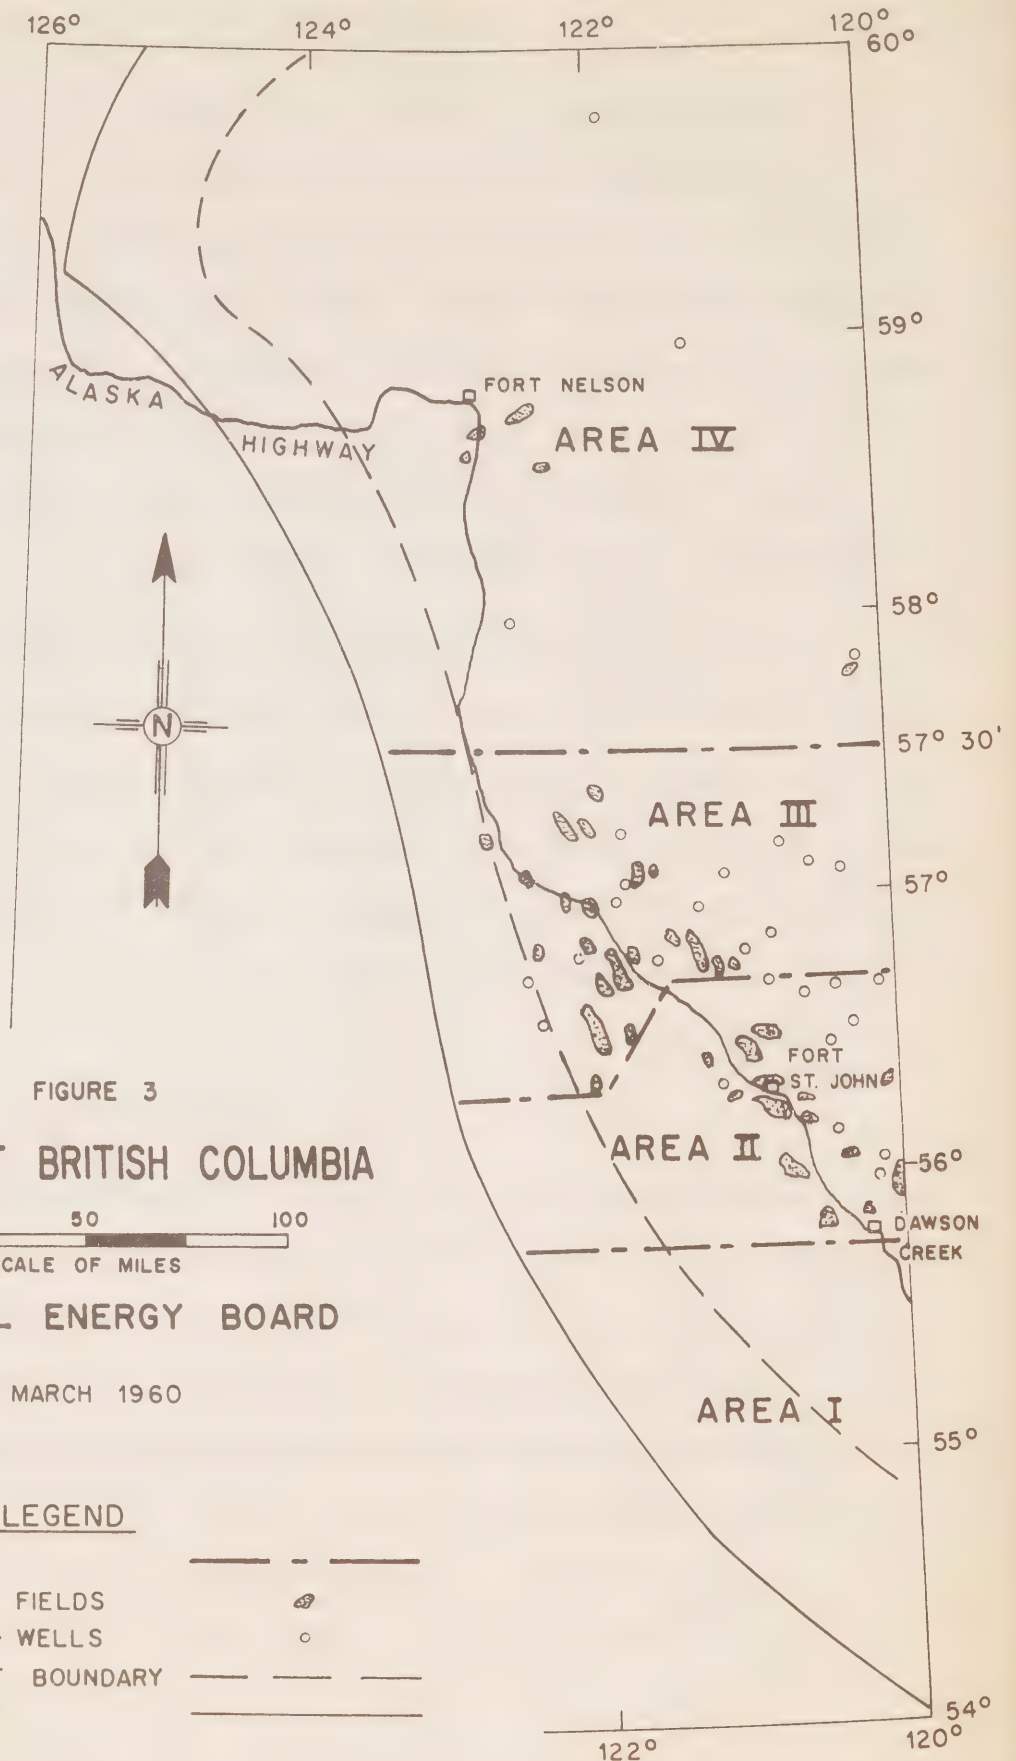 126° 124° 122° 120°
60°
59°
ALASKA
HIGHWAY
FORT NELSON
AREA IV
58°
N
57° 30'
AREA III
57°
FORT
ST. JOHN
FIGURE 3
AREA II
56°
BRITISH COLUMBIA
50 100
DAWSON
CREEK
SCALE OF MILES
ENERGY BOARD
MARCH 1960
AREA I
55°
LEGEND
FIELDS
WELLS
BOUNDARY
54°
122° 120°